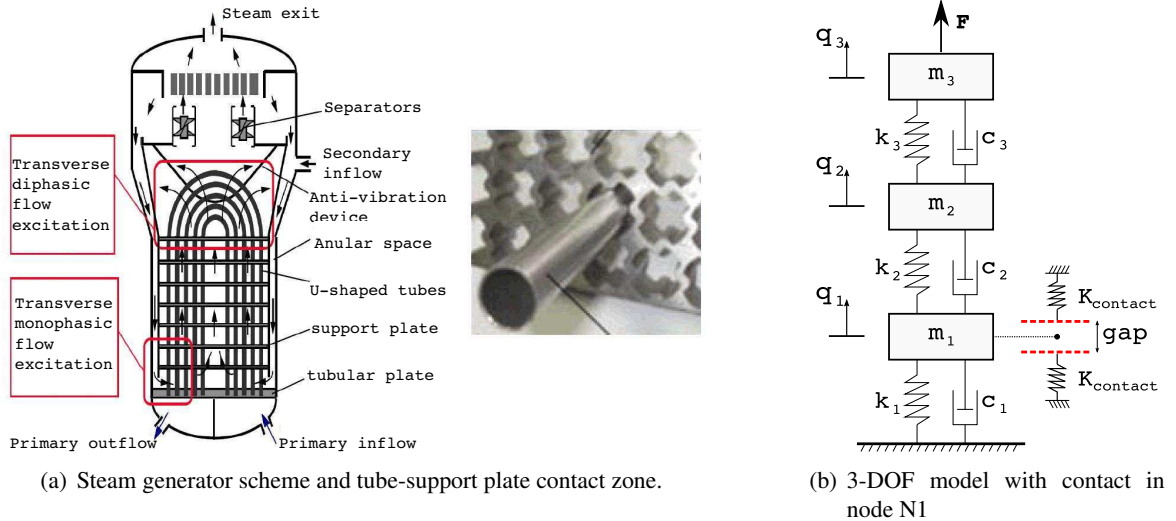 Steam exit
Separators
Transverse
diphasic
flow
excitation
Secondary
inflow
Anti-vibration
device
Anular space
U-shaped tubes
Transverse
monophasic
flow
excitation
support plate
tubular plate
Primary outflow
Primary inflow
(a) Steam generator scheme and tube-support plate contact zone.
F
q3
m3
k3
c3
q2
m2
k2
c2
q1
Kcontact
m1
gap
k1
c1
Kcontact
(b) 3-DOF model with contact in
node N1